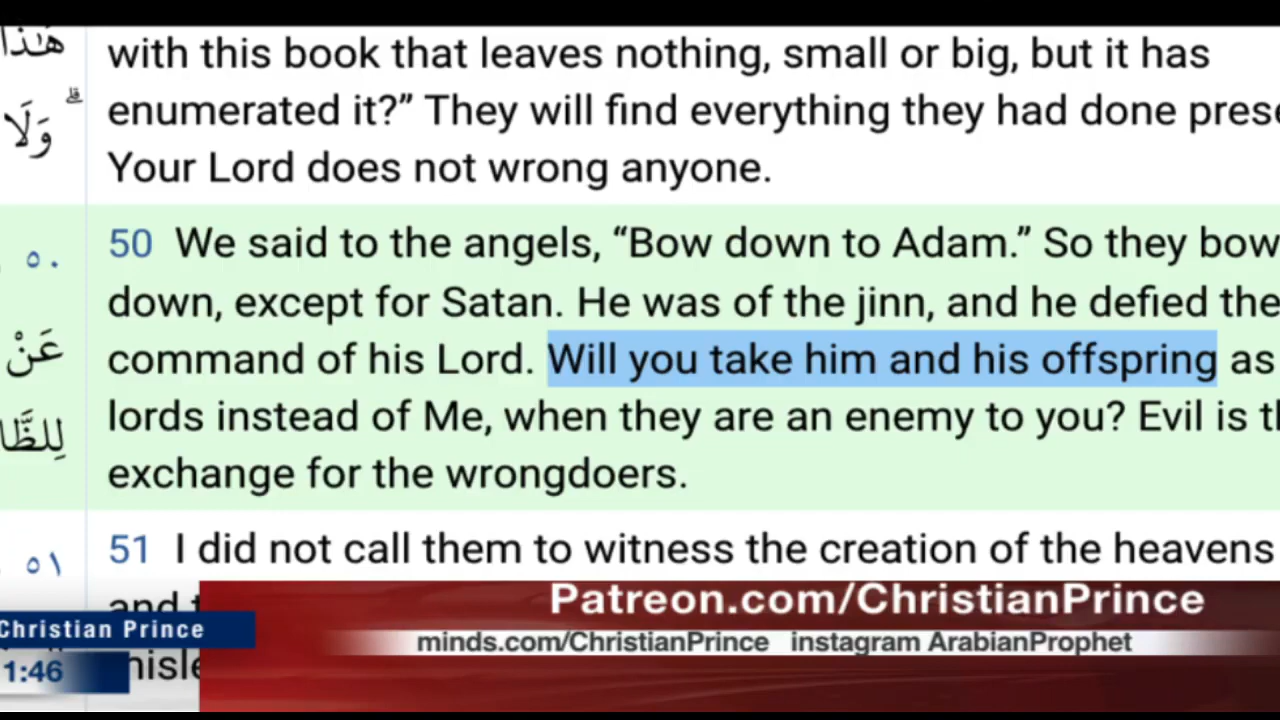 هَٰذَا
with this book that leaves nothing, small or big, but it has
enumerated it?” They will find everything they had done
وَلَا
Your Lord does not wrong anyone.
٥٠
50 We said to the angels, “Bow down to Adam.” So they bow
down, except for Satan. He was of the jinn, and he defied the
عَنْ
command of his Lord. Will you take him and his offspring as
lords instead of Me, when they are an enemy to you? Evil is
exchange for the wrongdoers.
٥١
51 I did not call them to witness the creation of the heavens
and
Patreon.com/ChristianPrince
Christian Prince
minds.com/ChristianPrince instagram ArabianProphet
1:46